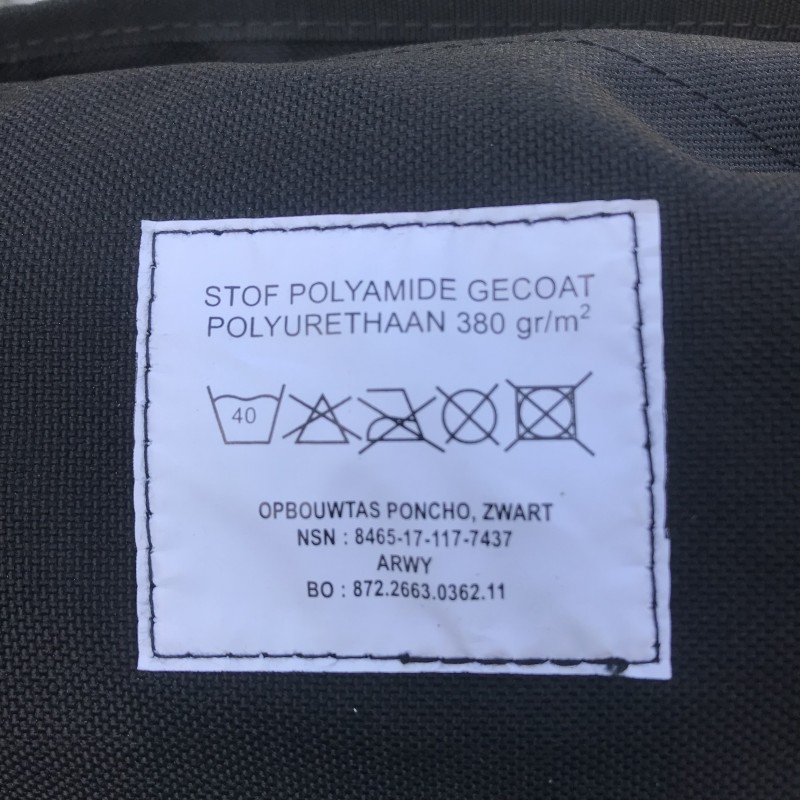 STOF POLYAMIDE GECOAT
POLYURETHAAN 380 gr/m²
40
OPBOUWTAS PONCHO, ZWART
NSN : 8465-17-117-7437
ARWY
BO : 872.2663.0362.11